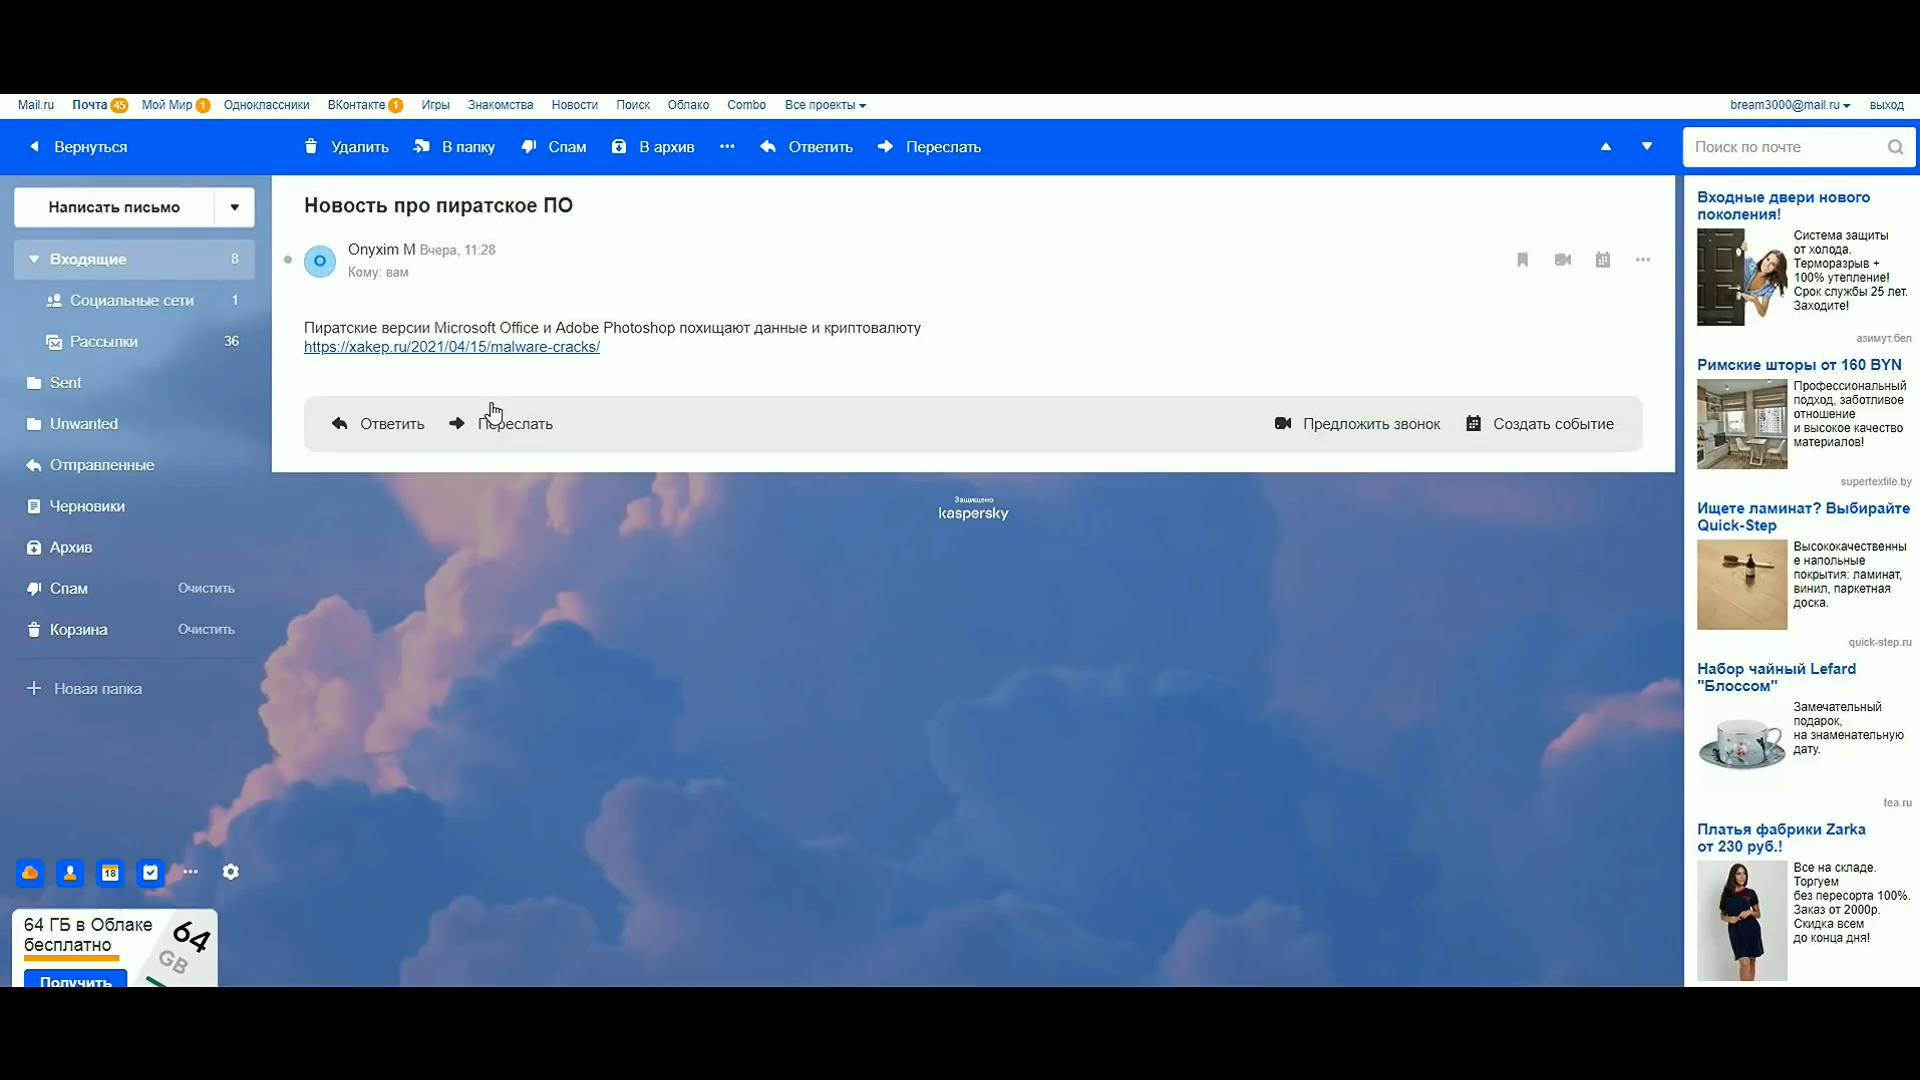 Mail.ru Почта 45 Мой Мир 1 Одноклассники ВКонтакте 1 Игры Знакомства Новости Поиск Облако Combo Все проекты bream3000@mail.ru выход
Вернуться Удалить В папку Спам В архив Ответить Переслать Поиск по почте
Написать письмо
Входящие 8
Социальные сети 1
Рассылки 36
Sent
Unwanted
Отправленные
Черновики
Архив
Спам Очистить
Корзина Очистить
Новая папка
18
64 ГБ в Облаке
бесплатно
64
GB
Получить
Новость про пиратское ПО
O
Onyxim M Вчера, 11:28
Кому: вам
Пиратские версии Microsoft Office и Adobe Photoshop похищают данные и криптовалюту
https://xakep.ru/2021/04/15/malware-cracks/
Ответить Переслать Предложить звонок Создать событие
Защищено
kaspersky
Входные двери нового
поколения!
Система защиты
от холода.
Терморазрыв +
100% утепление!
Срок службы 25 лет.
Заходите!
азимут.бел
Римские шторы от 160 BYN
Профессиональный
подход, заботливое
отношение
и высокое качество
материалов!
supertextile.by
Ищете ламинат? Выбирайте
Quick-Step
Высококачественны
е напольные
покрытия: ламинат,
винил, паркетная
доска.
quick-step.ru
Набор чайный Lefard
"Блоссом"
Замечательный
подарок,
на знаменательную
дату.
tea.ru
Платья фабрики Zarka
от 230 руб.!
Все на складе.
Торгуем
без пересорта 100%.
Заказ от 2000р.
Скидка всем
до конца дня!